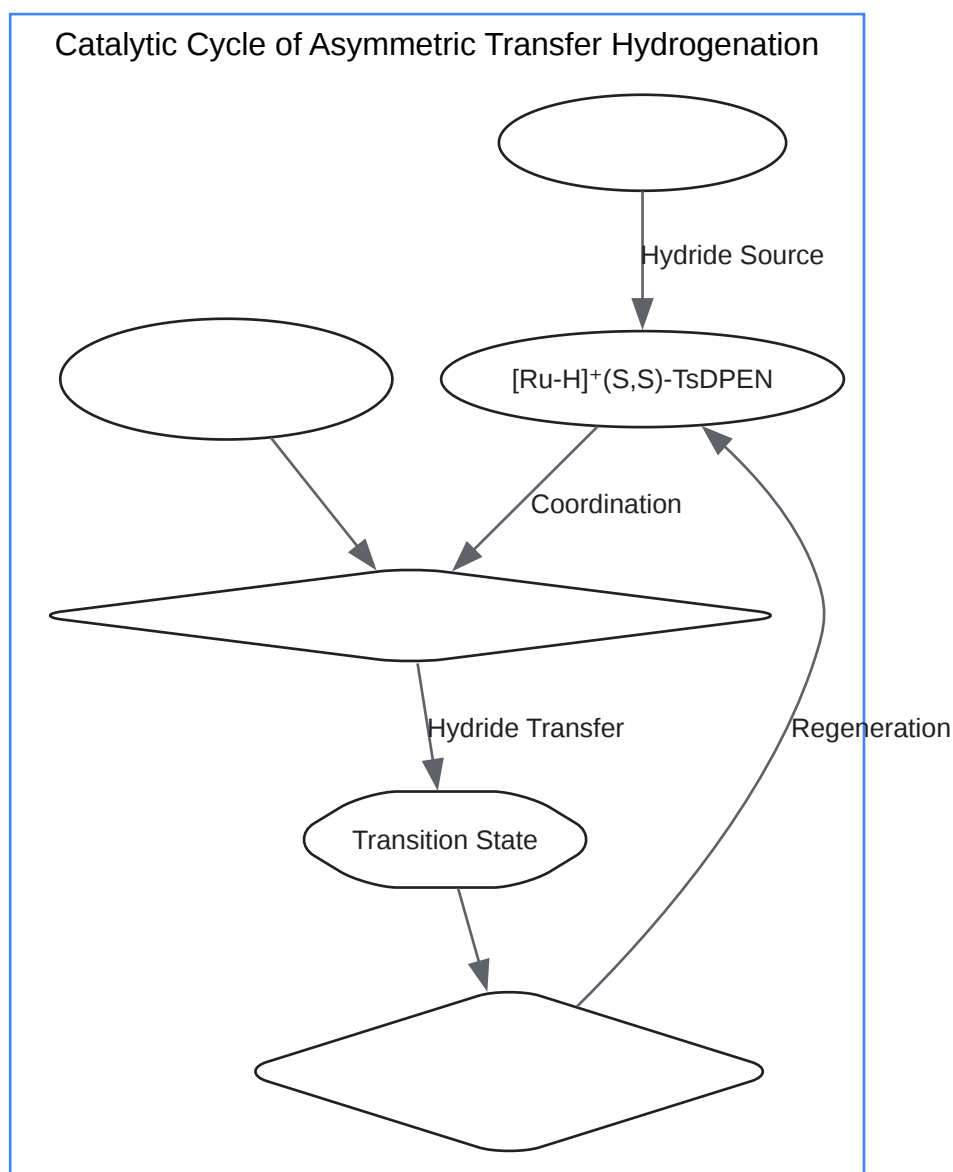 Catalytic Cycle of Asymmetric Transfer Hydrogenation
Hydride Source
[Ru-H]⁺(S,S)-TsDPEN
Coordination
Hydride Transfer
Regeneration
Transition State